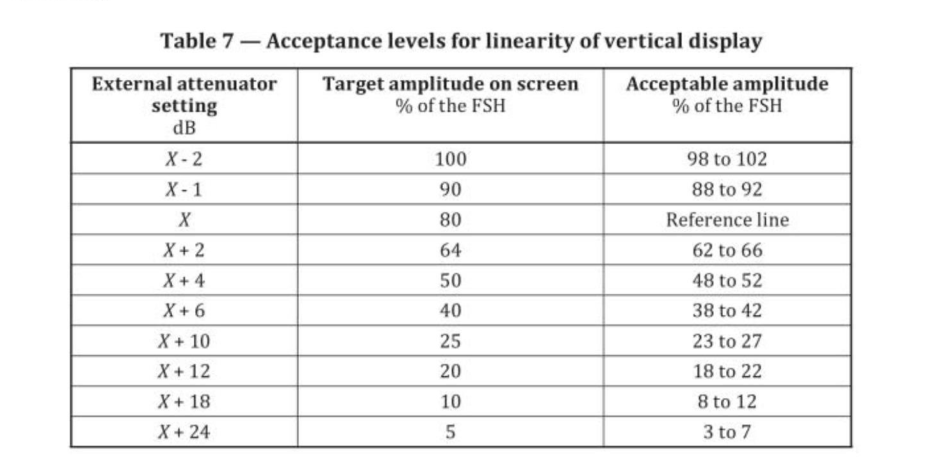 Table 7 — Acceptance levels for linearity of vertical display
External attenuator setting dB | Target amplitude on screen % of the FSH | Acceptable amplitude % of the FSH
X - 2 | 100 | 98 to 102
X - 1 | 90 | 88 to 92
X | 80 | Reference line
X + 2 | 64 | 62 to 66
X + 4 | 50 | 48 to 52
X + 6 | 40 | 38 to 42
X + 10 | 25 | 23 to 27
X + 12 | 20 | 18 to 22
X + 18 | 10 | 8 to 12
X + 24 | 5 | 3 to 7